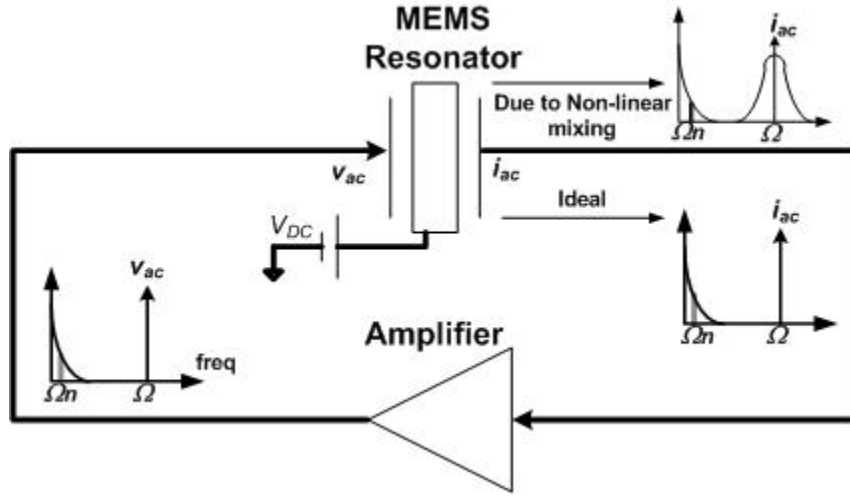 MEMS
Resonator
i_ac
Due to Non-linear
mixing
Ωn
Ω
v_ac
i_ac
Ideal
V_DC
i_ac
v_ac
Amplifier
Ωn
Ω
freq
Ωn
Ω